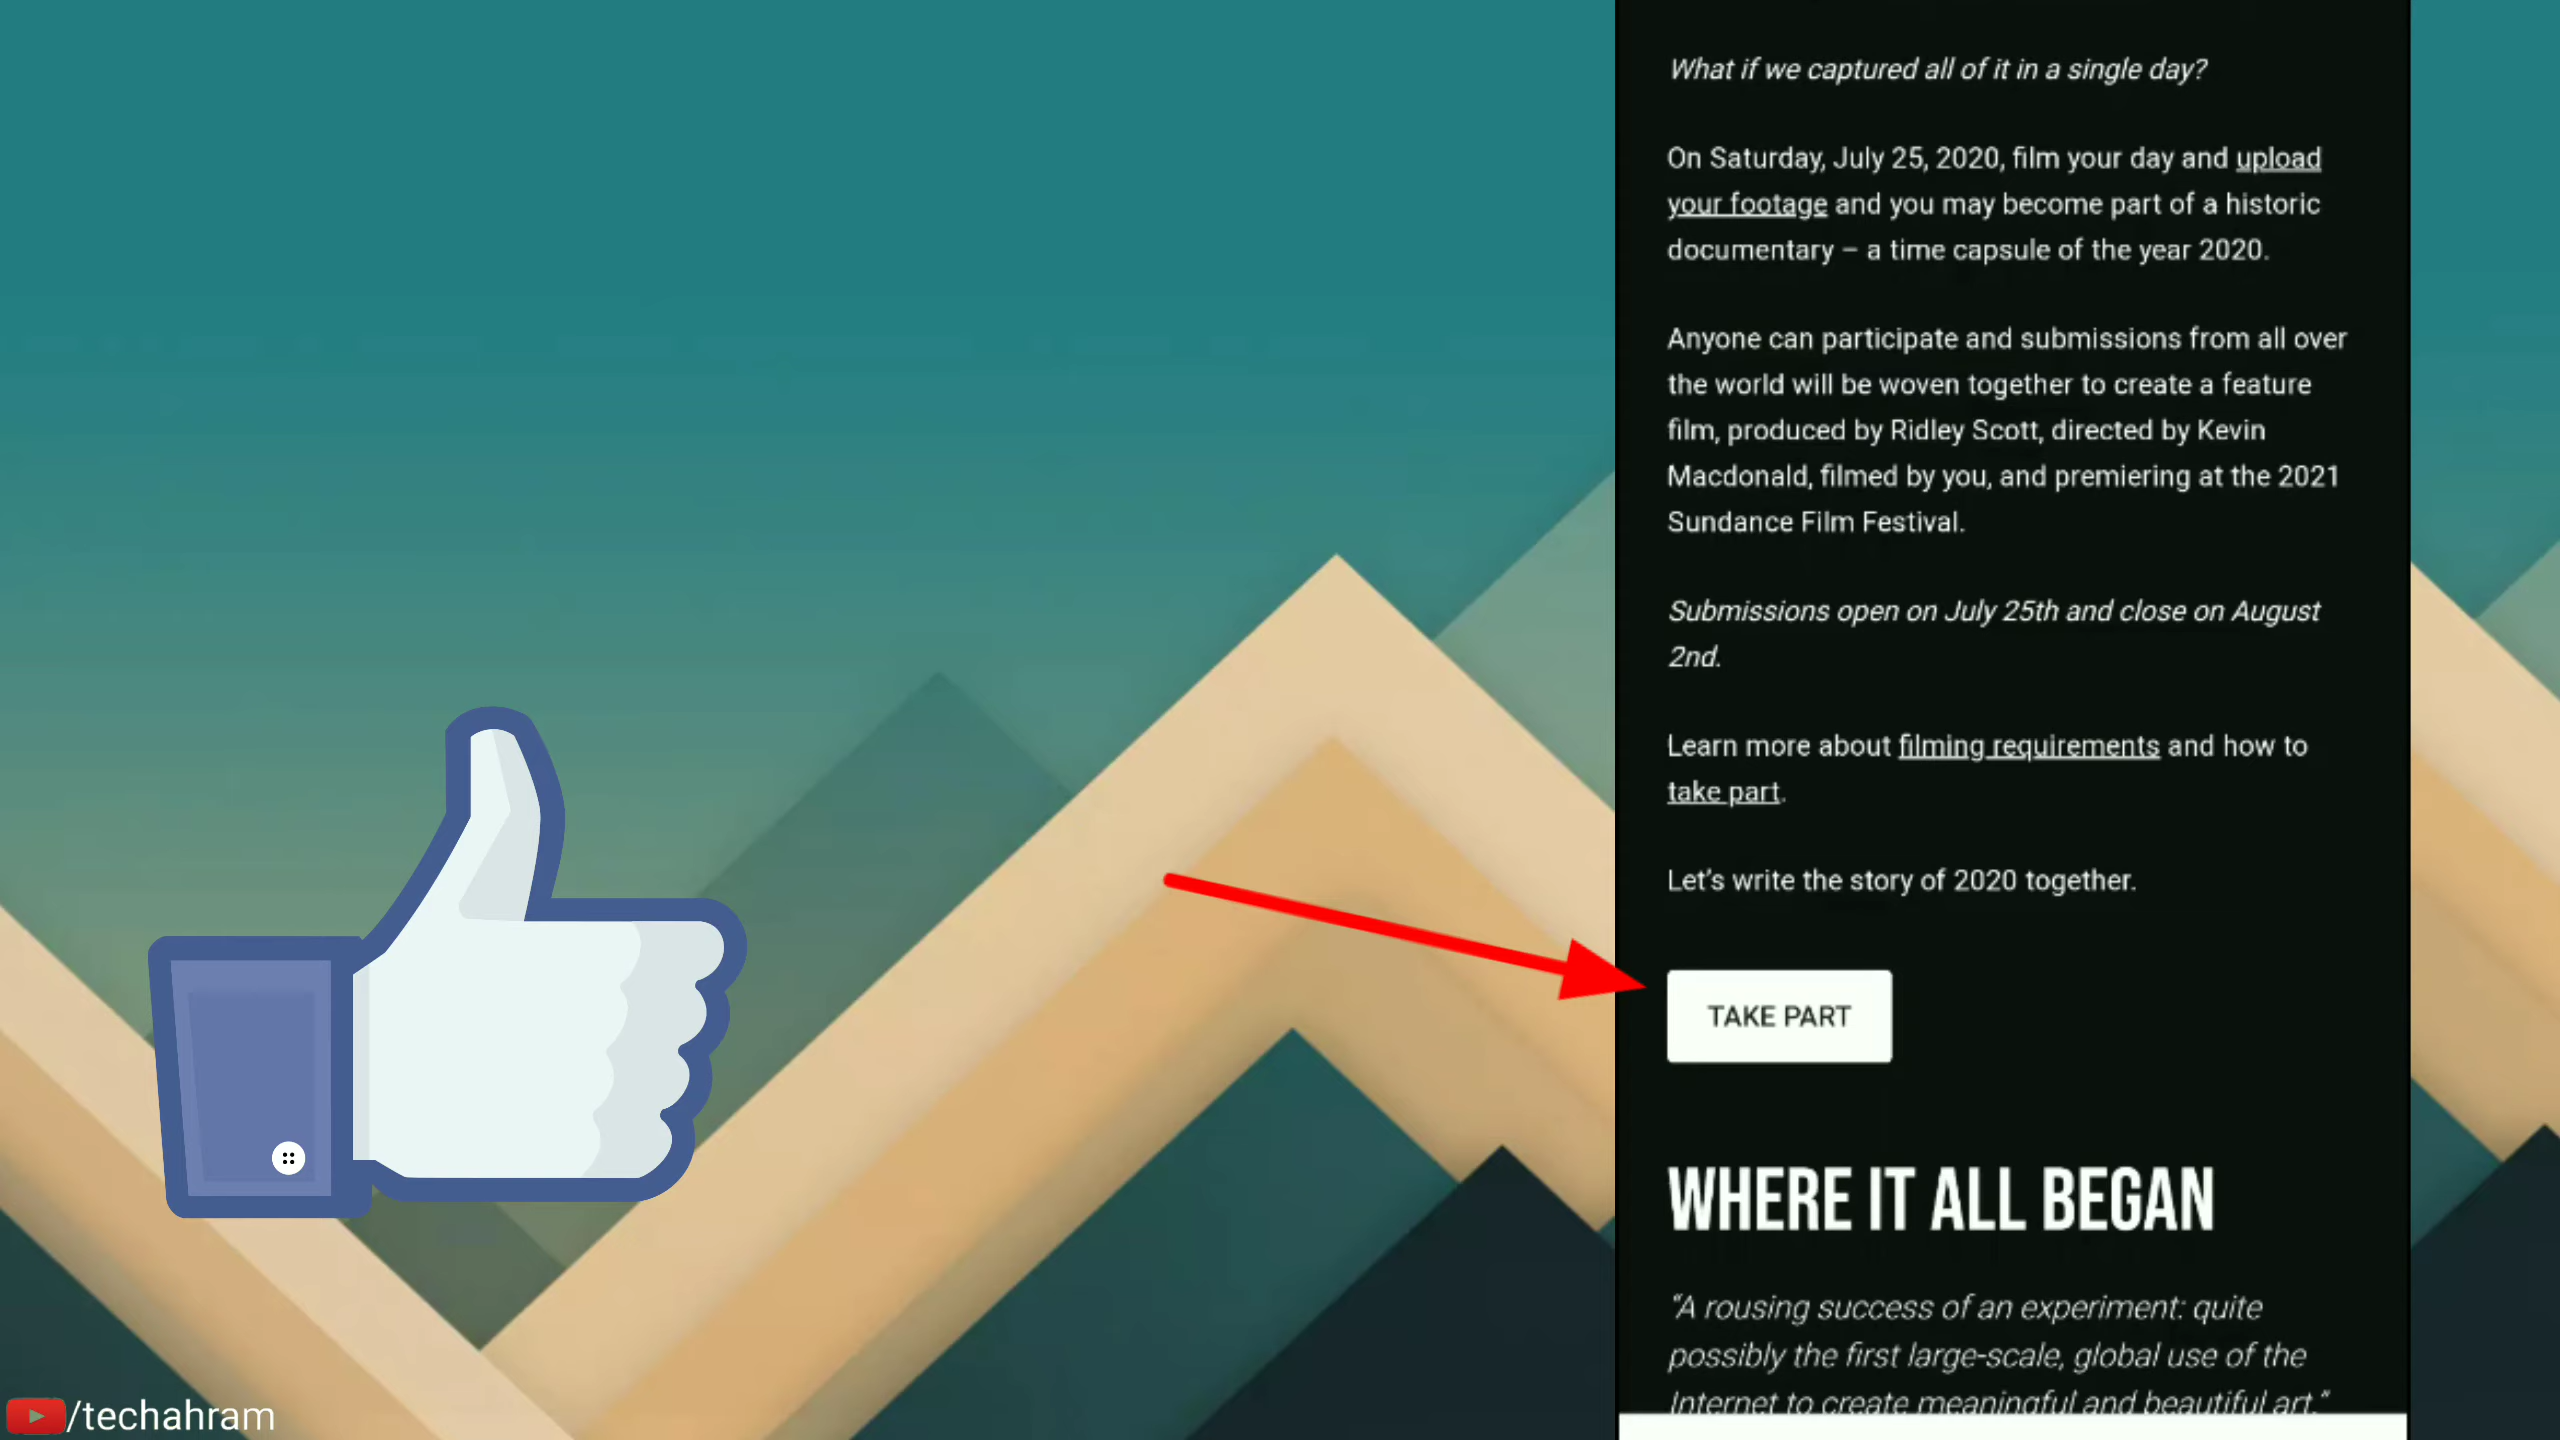 What if we captured all of it in a single day?
On Saturday, July 25, 2020, film your day and upload
your footage and you may become part of a historic
documentary – a time capsule of the year 2020.
Anyone can participate and submissions from all over
the world will be woven together to create a feature
film, produced by Ridley Scott, directed by Kevin
Macdonald, filmed by you, and premiering at the 2021
Sundance Film Festival.
Submissions open on July 25th and close on August
2nd.
Learn more about filming requirements and how to
take part.
Let's write the story of 2020 together.
TAKE PART
WHERE IT ALL BEGAN
“A rousing success of an experiment: quite
possibly the first large-scale, global use of the
Internet to create meaningful and beautiful art.”
/techahram